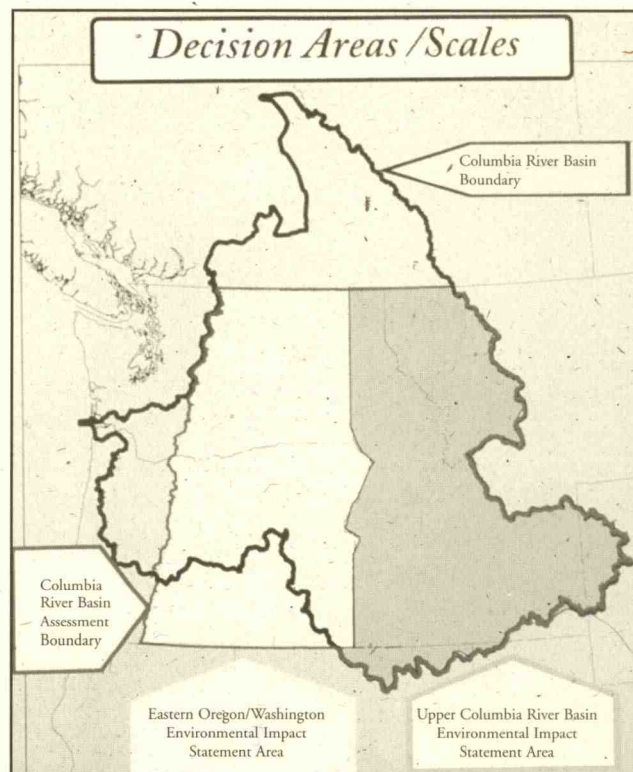 Decision Areas /Scales
Columbia River Basin
Boundary
Columbia
River Basin
Assessment
Boundary
Eastern Oregon/Washington
Environmental Impact
Statement Area
Upper Columbia River Basin
Environmental Impact
Statement Area